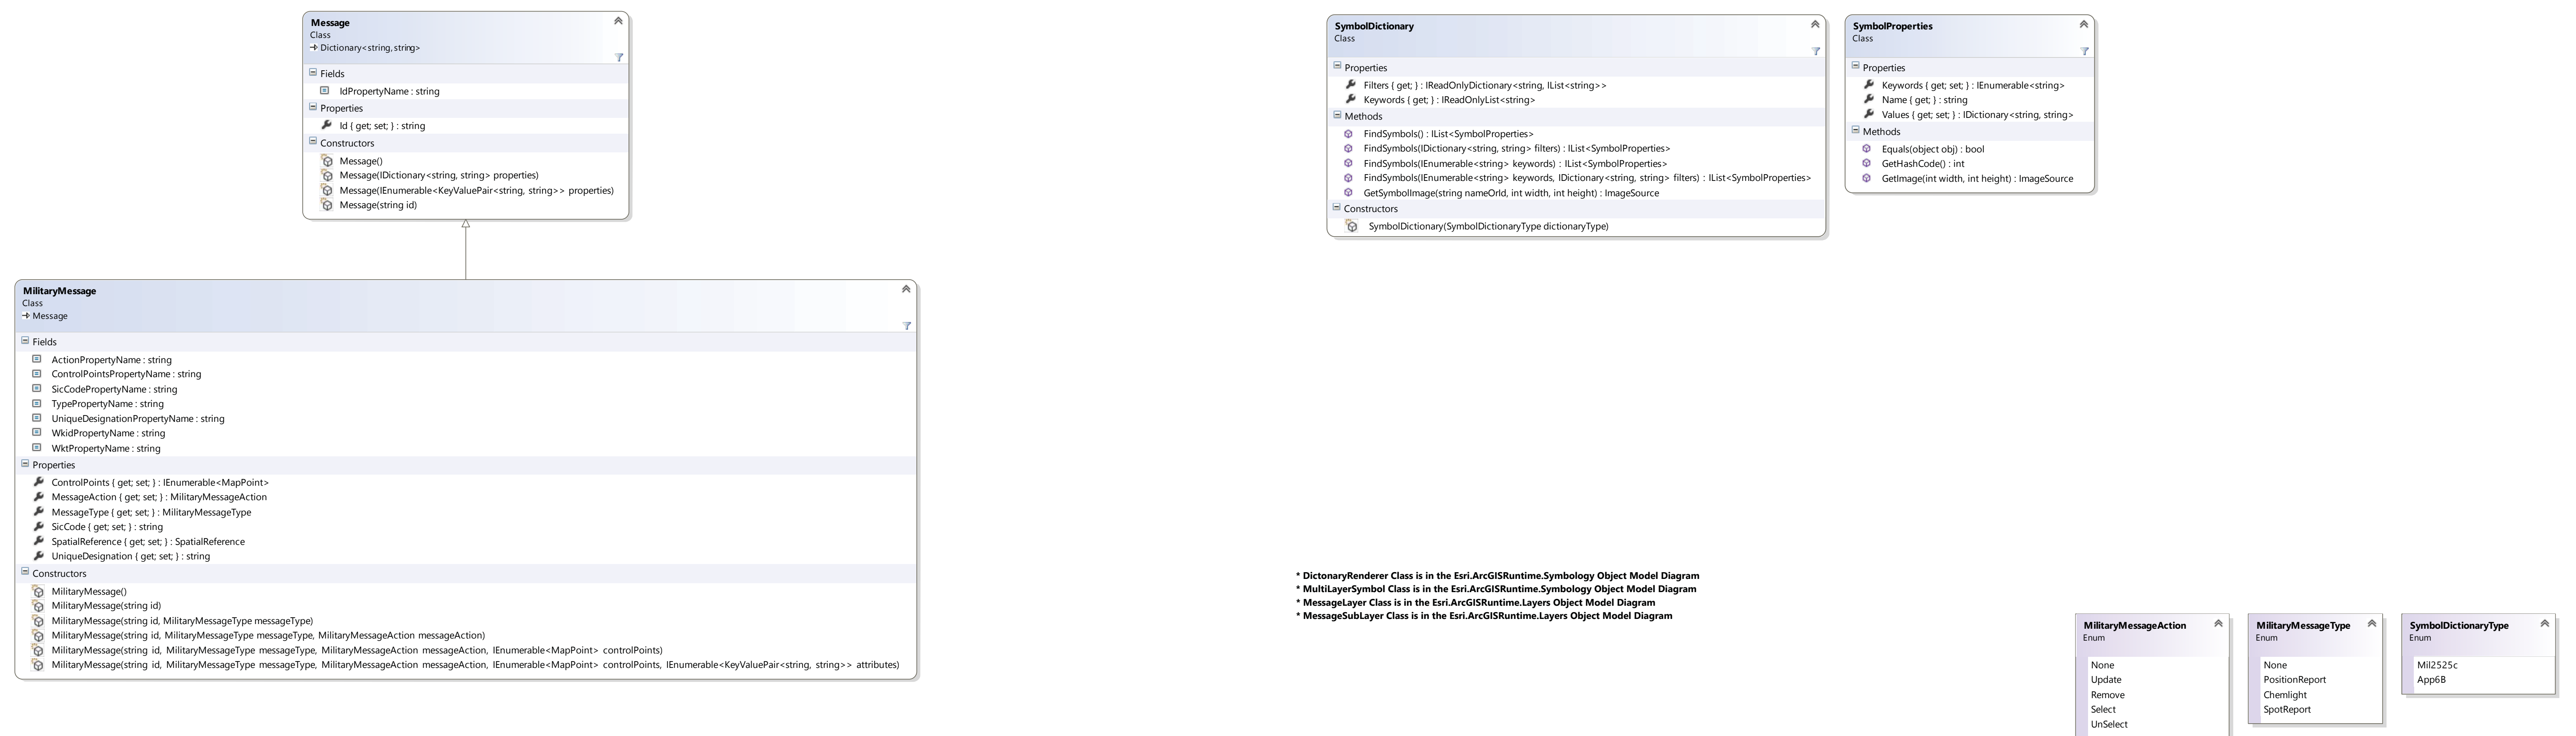 Message
Class
Dictionary<string, string>
Fields
IdPropertyName : string
Properties
Id { get; set; } : string
Constructors
Message()
Message(IDictionary<string, string> properties)
Message(IEnumerable<KeyValuePair<string, string>> properties)
Message(string id)
MilitaryMessage
Class
Message
Fields
ActionPropertyName : string
ControlPointsPropertyName : string
SicCodePropertyName : string
TypePropertyName : string
UniqueDesignationPropertyName : string
WkidPropertyName : string
WktPropertyName : string
Properties
ControlPoints { get; set; } : IEnumerable<MapPoint>
MessageAction { get; set; } : MilitaryMessageAction
MessageType { get; set; } : MilitaryMessageType
SicCode { get; set; } : string
SpatialReference { get; set; } : SpatialReference
UniqueDesignation { get; set; } : string
Constructors
MilitaryMessage()
MilitaryMessage(string id)
MilitaryMessage(string id, MilitaryMessageType messageType)
MilitaryMessage(string id, MilitaryMessageType messageType, MilitaryMessageAction messageAction)
MilitaryMessage(string id, MilitaryMessageType messageType, MilitaryMessageAction messageAction, IEnumerable<MapPoint> controlPoints)
MilitaryMessage(string id, MilitaryMessageType messageType, MilitaryMessageAction messageAction, IEnumerable<MapPoint> controlPoints, IEnumerable<KeyValuePair<string, string>> attributes)
SymbolDictionary
Class
Properties
Filters { get; } : IReadOnlyDictionary<string, IList<string>>
Keywords { get; } : IReadOnlyList<string>
Methods
FindSymbols() : IList<SymbolProperties>
FindSymbols(IDictionary<string, string> filters) : IList<SymbolProperties>
FindSymbols(IEnumerable<string> keywords) : IList<SymbolProperties>
FindSymbols(IEnumerable<string> keywords, IDictionary<string, string> filters) : IList<SymbolProperties>
GetSymbolImage(string nameOrId, int width, int height) : ImageSource
Constructors
SymbolDictionary(SymbolDictionaryType dictionaryType)
SymbolProperties
Class
Properties
Keywords { get; set; } : IEnumerable<string>
Name { get; } : string
Values { get; set; } : IDictionary<string, string>
Methods
Equals(object obj) : bool
GetHashCode() : int
GetImage(int width, int height) : ImageSource
* DictonaryRenderer Class is in the Esri.ArcGISRuntime.Symbology Object Model Diagram
* MultiLayerSymbol Class is in the Esri.ArcGISRuntime.Symbology Object Model Diagram
* MessageLayer Class is in the Esri.ArcGISRuntime.Layers Object Model Diagram
* MessageSubLayer Class is in the Esri.ArcGISRuntime.Layers Object Model Diagram
MilitaryMessageAction
Enum
None
Update
Remove
Select
UnSelect
MilitaryMessageType
Enum
None
PositionReport
Chemlight
SpotReport
SymbolDictionaryType
Enum
Mil2525c
App6B